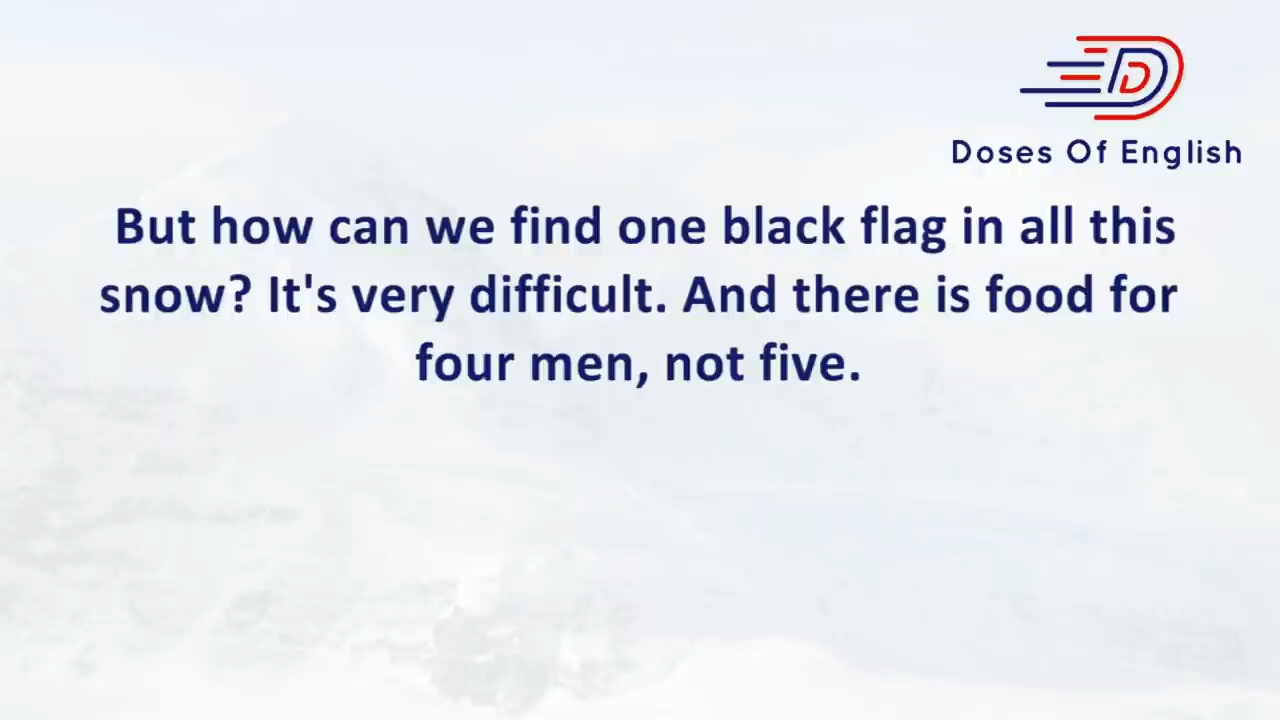 Doses Of English
But how can we find one black flag in all this
snow? It's very difficult. And there is food for
four men, not five.